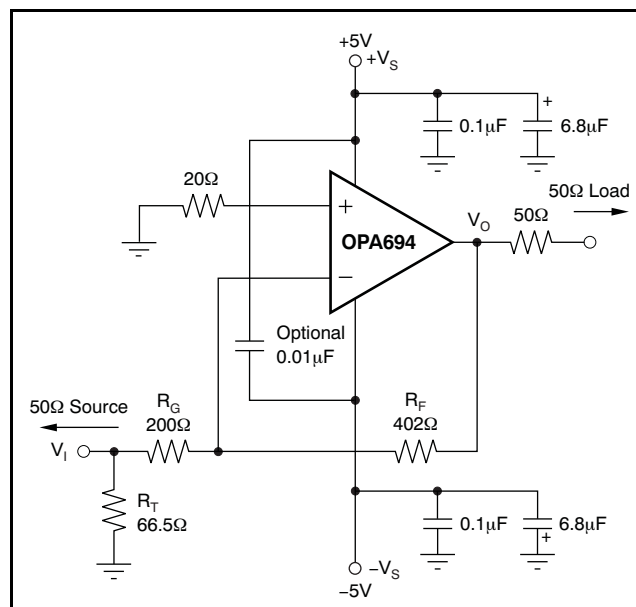 +5V
+V_S
0.1μF
6.8μF
+
20Ω
50Ω Load
+
V_O
50Ω
OPA694
−
Optional
0.01μF
50Ω Source
R_G
200Ω
R_F
402Ω
V_I
R_T
66.5Ω
0.1μF
6.8μF
+
−V_S
−5V